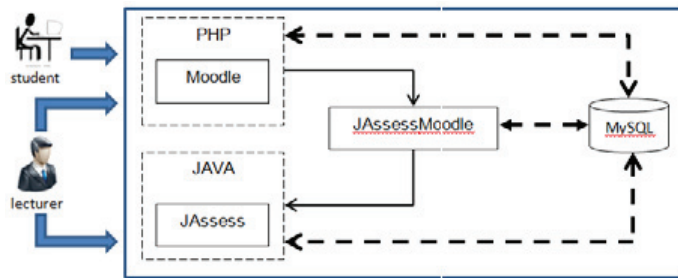 PHP
Moodle
student
JAssessMoodle
MySQL
JAVA
JAssess
lecturer